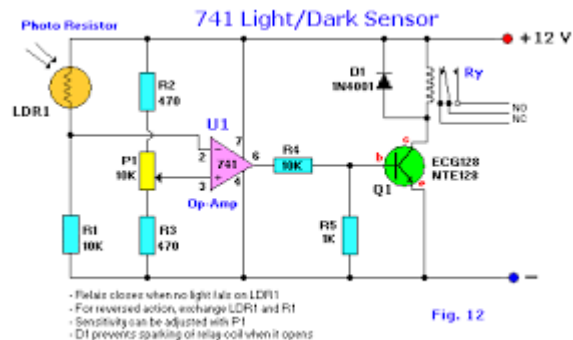 741 Light/Dark Sensor
Photo Resistor
+12 V
LDR1
R2
470
D1
1N4001
Ry
NO
NC
U1
P1
10K
2
3
7
4
6
741
Op-Amp
R4
10K
b
c
e
Q1
ECG128
NTE128
R1
10K
R3
470
R5
1K
-
- Relais closes when no light fals on LDR1
- For reversed action, exchange LDR1 and R1
- Sensitivity can be adjusted with P1
- D1 prevents sparking of relay-coil when it opens
Fig. 12